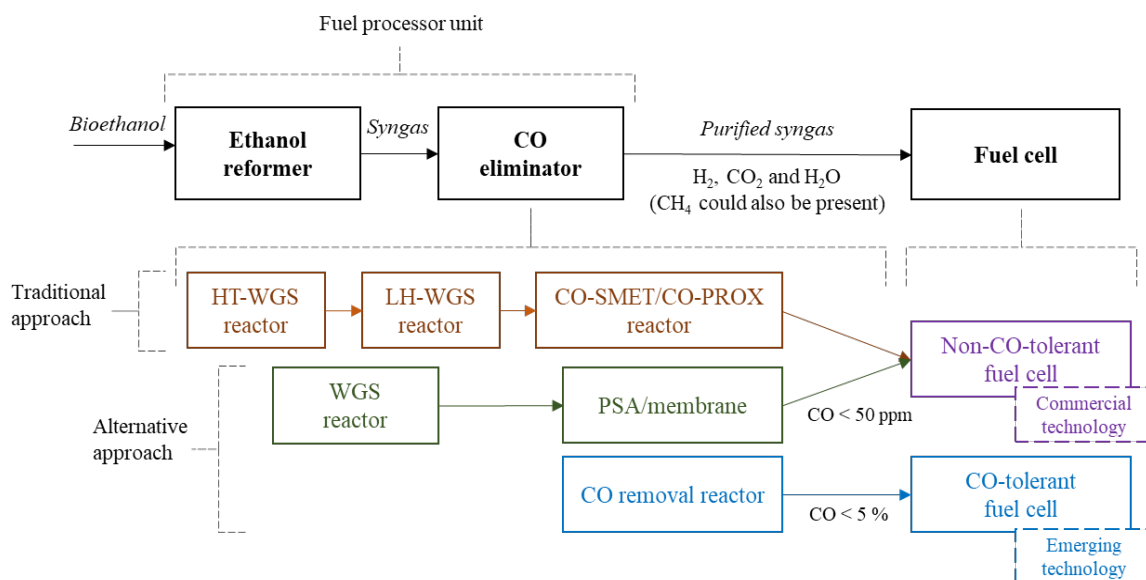 Fuel processor unit
Bioethanol
Ethanol
reformer
Syngas
CO
eliminator
Purified syngas
H₂, CO₂ and H₂O
(CH₄ could also be present)
Fuel cell
Traditional
approach
HT-WGS
reactor
LH-WGS
reactor
CO-SMET/CO-PROX
reactor
Non-CO-tolerant
fuel cell
Commercial
technology
Alternative
approach
WGS
reactor
PSA/membrane
CO < 50 ppm
CO removal reactor
CO < 5 %
CO-tolerant
fuel cell
Emerging
technology